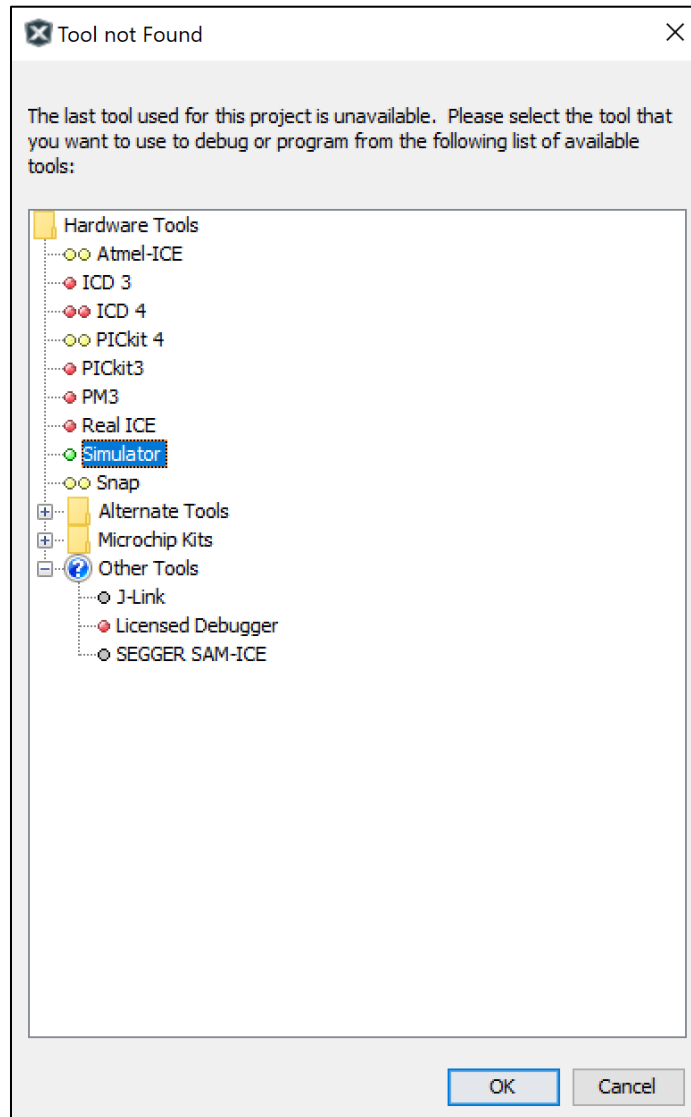 Tool not Found
The last tool used for this project is unavailable. Please select the tool that
you want to use to debug or program from the following list of available
tools:
Hardware Tools
Atmel-ICE
ICD 3
ICD 4
PICkit 4
PICkit3
PM3
Real ICE
Simulator
Snap
Alternate Tools
Microchip Kits
Other Tools
J-Link
Licensed Debugger
SEGGER SAM-ICE
OK Cancel